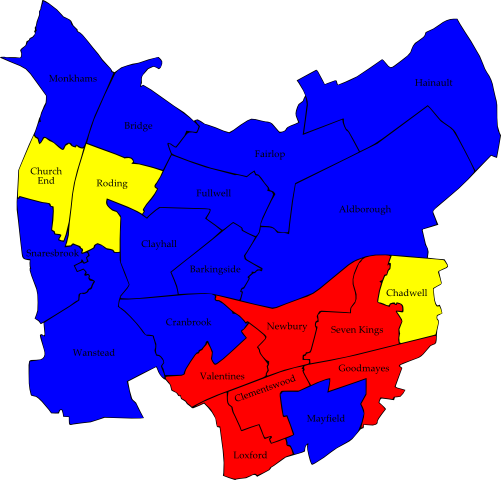 Monkhams
Hainault
Bridge
Fairlop
Church
End
Roding
Fullwell
Aldborough
Clayhall
Snaresbrook
Barkingside
Chadwell
Cranbrook
Newbury
Seven Kings
Wanstead
Valentines
Goodmayes
Clementswood
Mayfield
Loxford